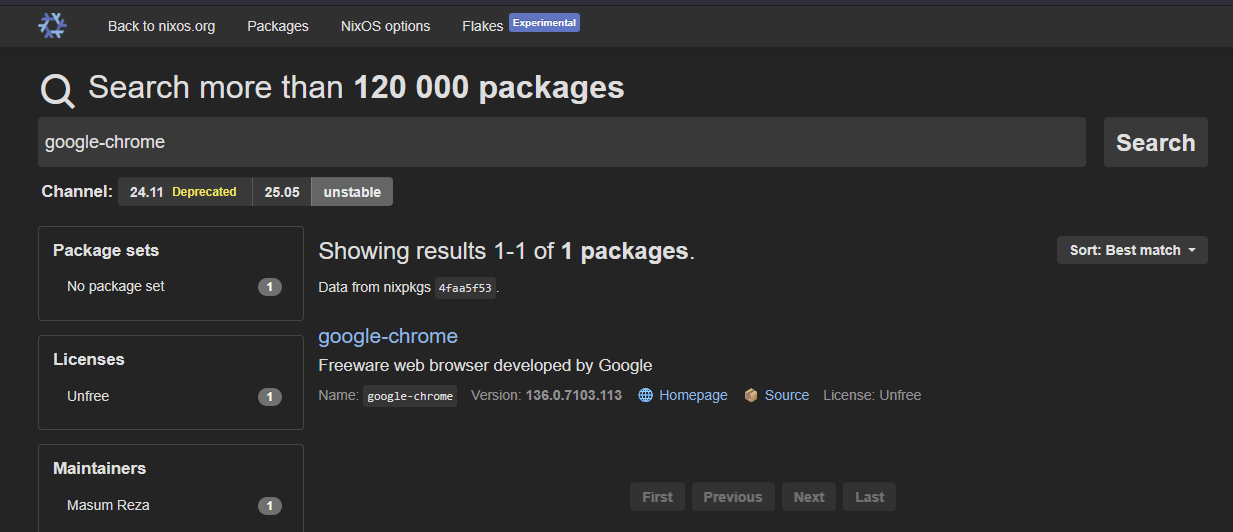 Back to nixos.org Packages NixOS options Flakes Experimental
Search more than 120 000 packages
google-chrome Search
Channel: 24.11 Deprecated 25.05 unstable
Package sets
No package set 1
Licenses
Unfree 1
Maintainers
Masum Reza 1
Showing results 1-1 of 1 packages.
Sort: Best match
Data from nixpkgs 4faa5f53.
google-chrome
Freeware web browser developed by Google
Name: google-chrome Version: 136.0.7103.113 Homepage Source License: Unfree
First Previous Next Last